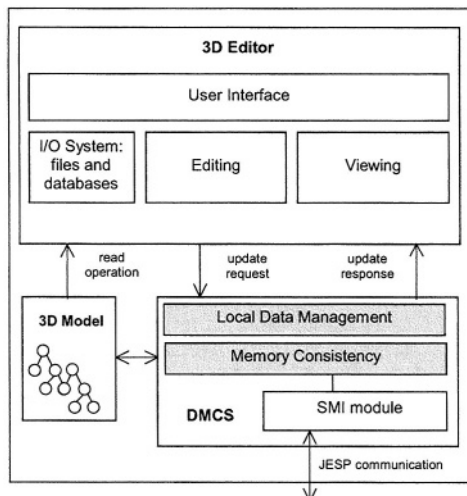 3D Editor
User Interface
I/O System:
files and
databases
Editing
Viewing
read
operation
update
request
update
response
3D Model
Local Data Management
Memory Consistency
SMI module
DMCS
JESP communication